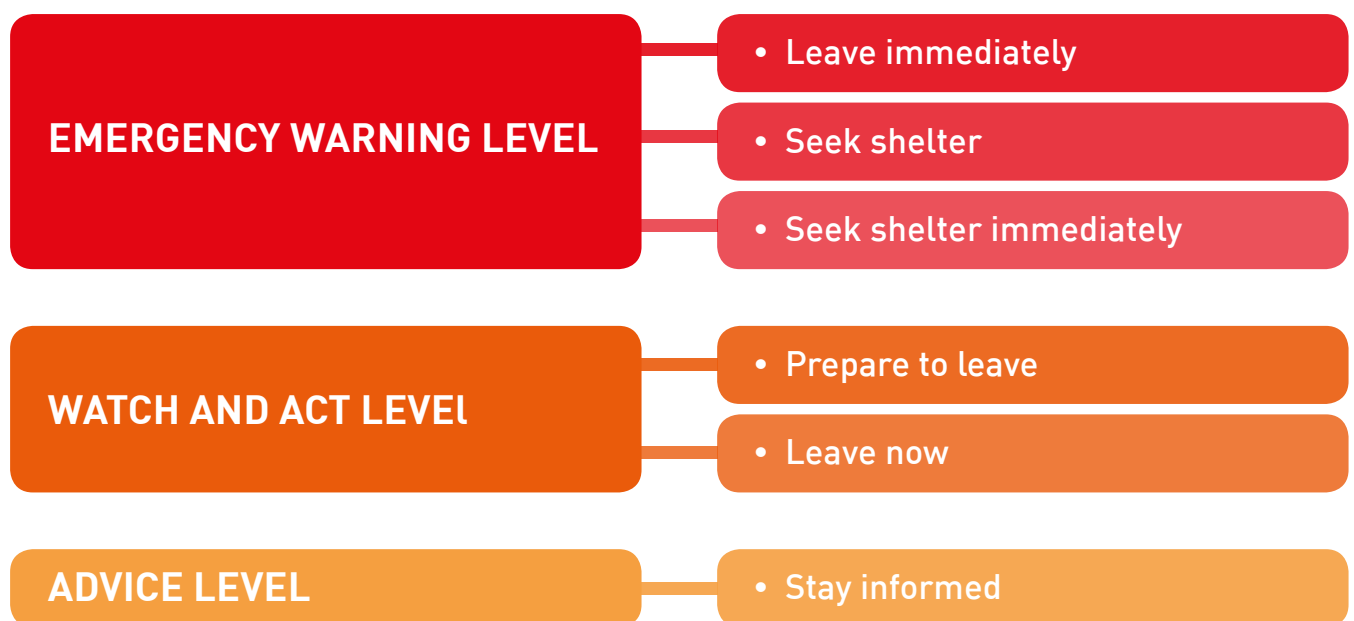 EMERGENCY WARNING LEVEL
• Leave immediately
• Seek shelter
• Seek shelter immediately
WATCH AND ACT LEVEl
• Prepare to leave
• Leave now
ADVICE LEVEL
• Stay informed